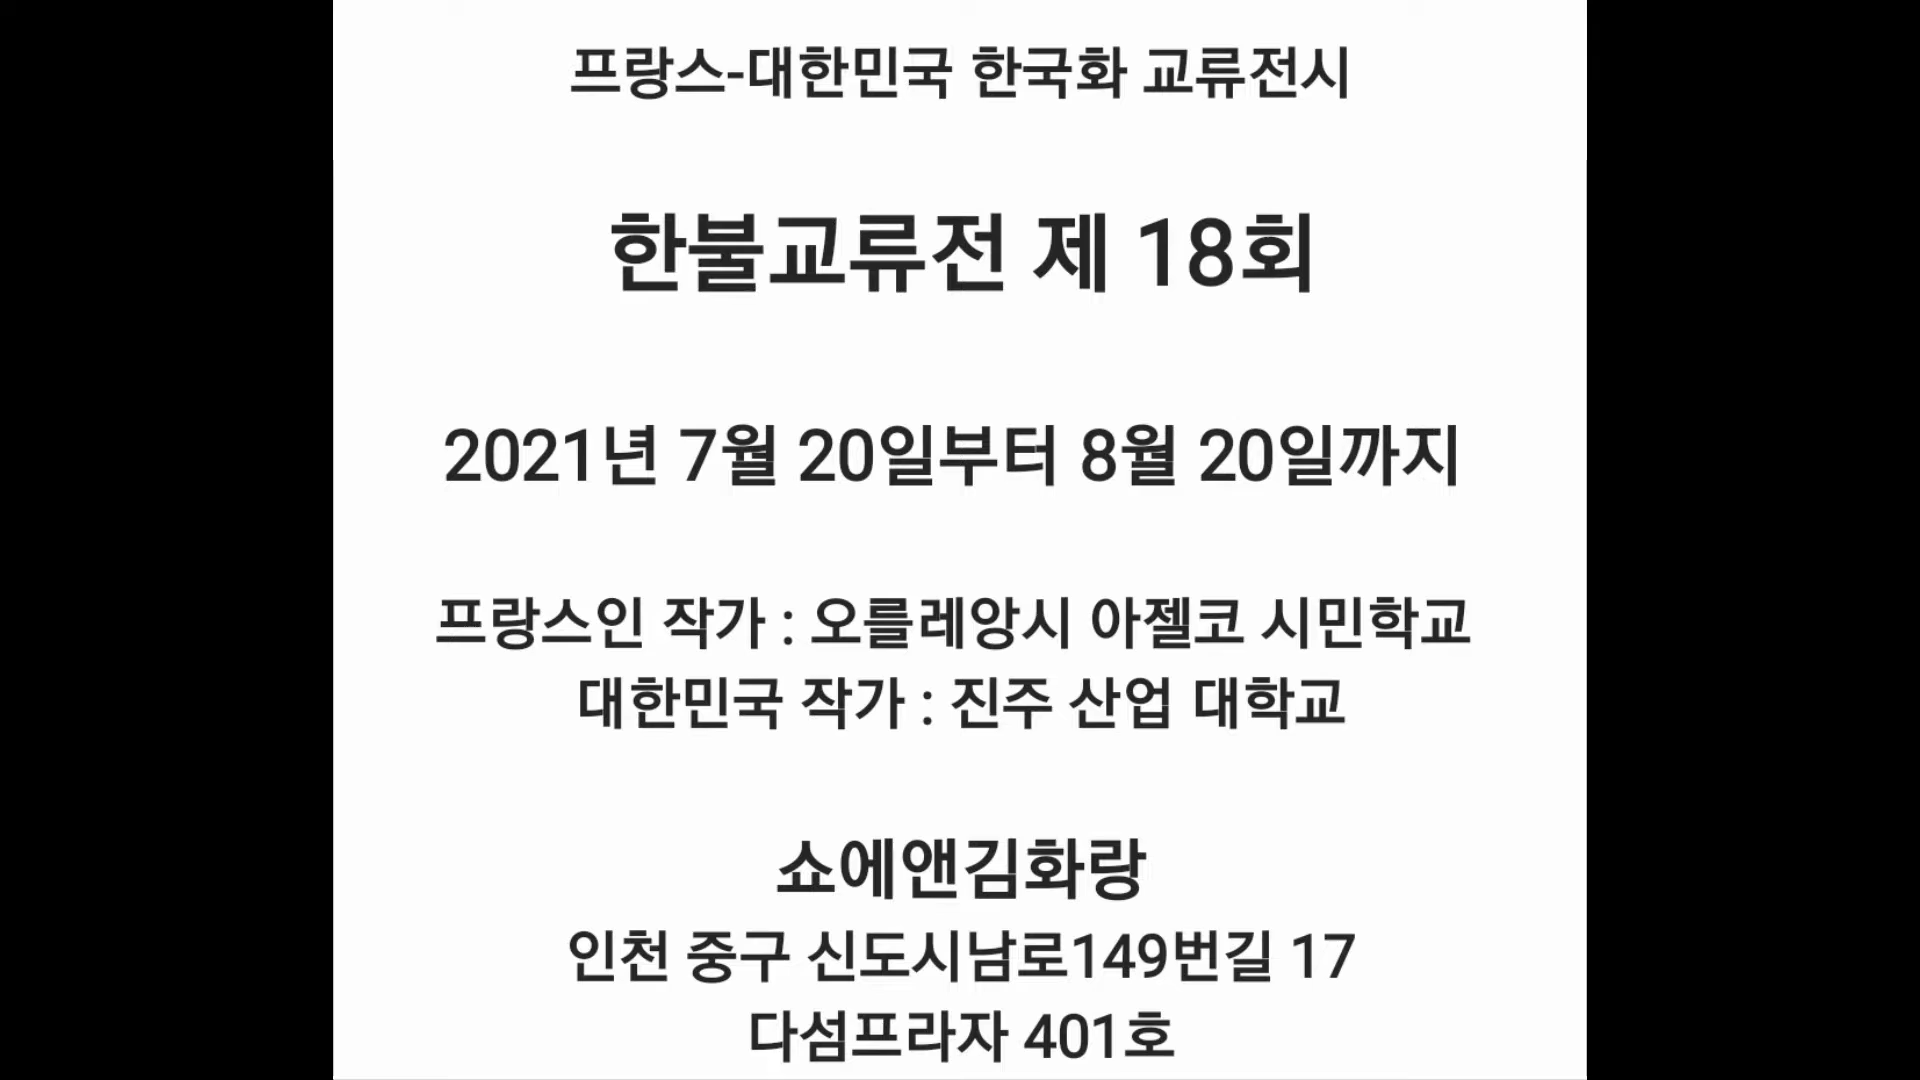 프랑스-대한민국 한국화 교류전시
한불교류전 제 18회
2021년 7월 20일부터 8월 20일까지
프랑스인 작가 : 오를레앙시 아젤코 시민학교
대한민국 작가 : 진주 산업 대학교
쇼에앤김화랑
인천 중구 신도시남로149번길 17
다섬프라자 401호